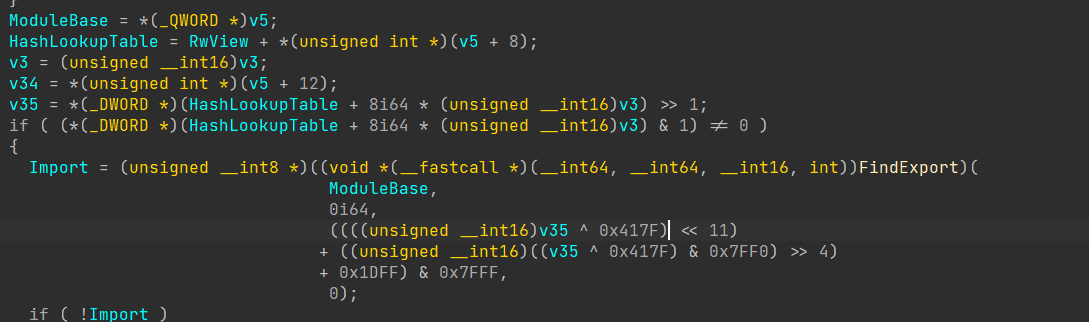 }
ModuleBase = *(_QWORD *)v5;
HashLookupTable = RwView + *(unsigned int *)(v5 + 8);
v3 = (unsigned __int16)v3;
v34 = *(unsigned int *)(v5 + 12);
v35 = *(_DWORD *)(HashLookupTable + 8i64 * (unsigned __int16)v3) >> 1;
if ( (*(_DWORD *)(HashLookupTable + 8i64 * (unsigned __int16)v3) & 1) ≠ 0 )
{
Import = (unsigned __int8 *)((void *(__fastcall *)(__int64, __int64, __int16, int))FindExport)(
ModuleBase,
0i64,
((((unsigned __int16)v35 ^ 0x417F) << 11)
+ ((unsigned __int16)((v35 ^ 0x417F) & 0x7FF0) >> 4)
+ 0x1DFF) & 0x7FFF,
0);
if ( !Import )